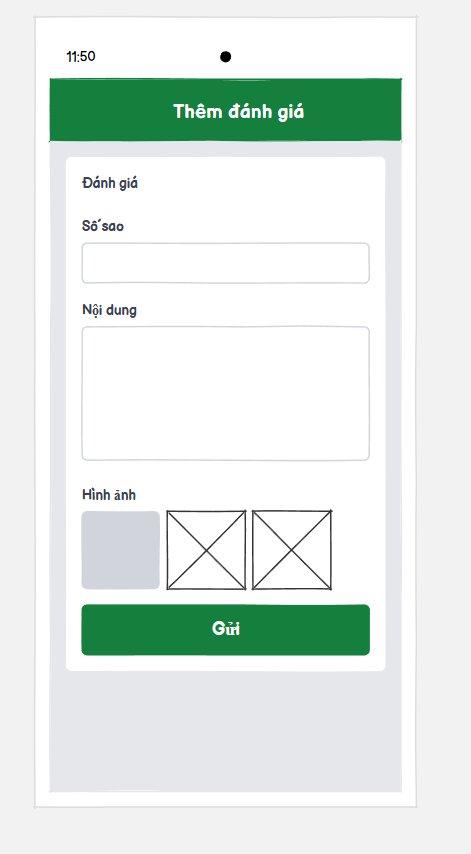 11:50
Thêm đánh giá
Đánh giá
Số sao
Nội dung
Hình ảnh
Gửi